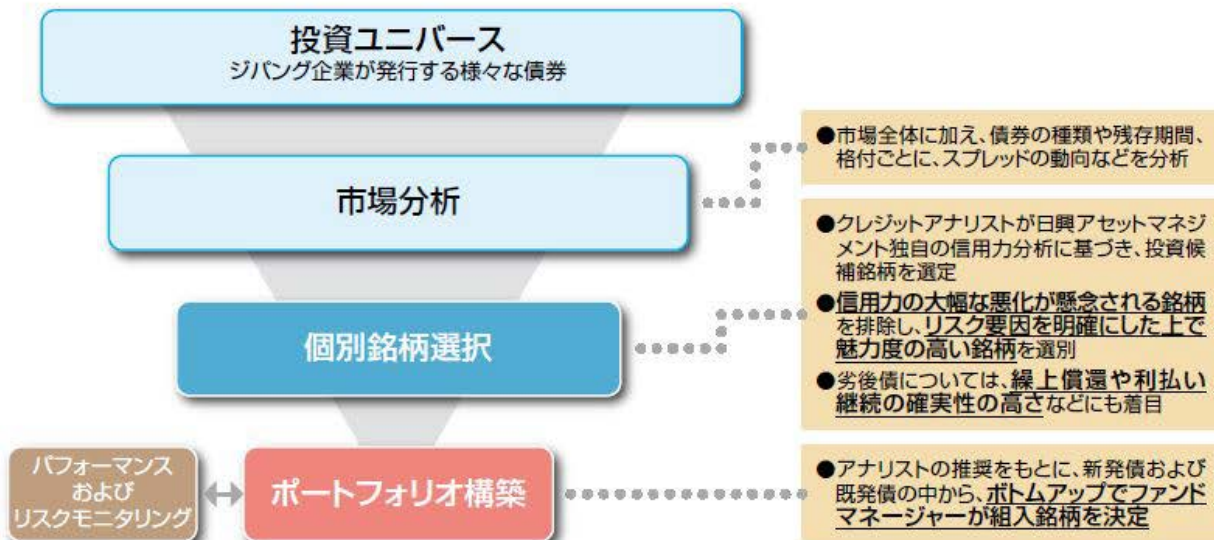 投資ユニバース
ジパング企業が発行する様々な債券
市場分析
●市場全体に加え、債券の種類や残存期間、
格付ごとに、スプレッドの動向などを分析
個別銘柄選択
●クレジットアナリストが日興アセットマネジ
メント独自の信用力分析に基づき、投資候
補銘柄を選定
●信用力の大幅な悪化が懸念される銘柄
を排除し、リスク要因を明確にした上で
魅力度の高い銘柄を選別
●劣後債については、繰上償還や利払い
継続の確実性の高さなどにも着目
パフォーマンス
および
リスクモニタリング
ポートフォリオ構築
●アナリストの推奨をもとに、新発債および
既発債の中から、ボトムアップでファンド
マネージャーが組入銘柄を決定